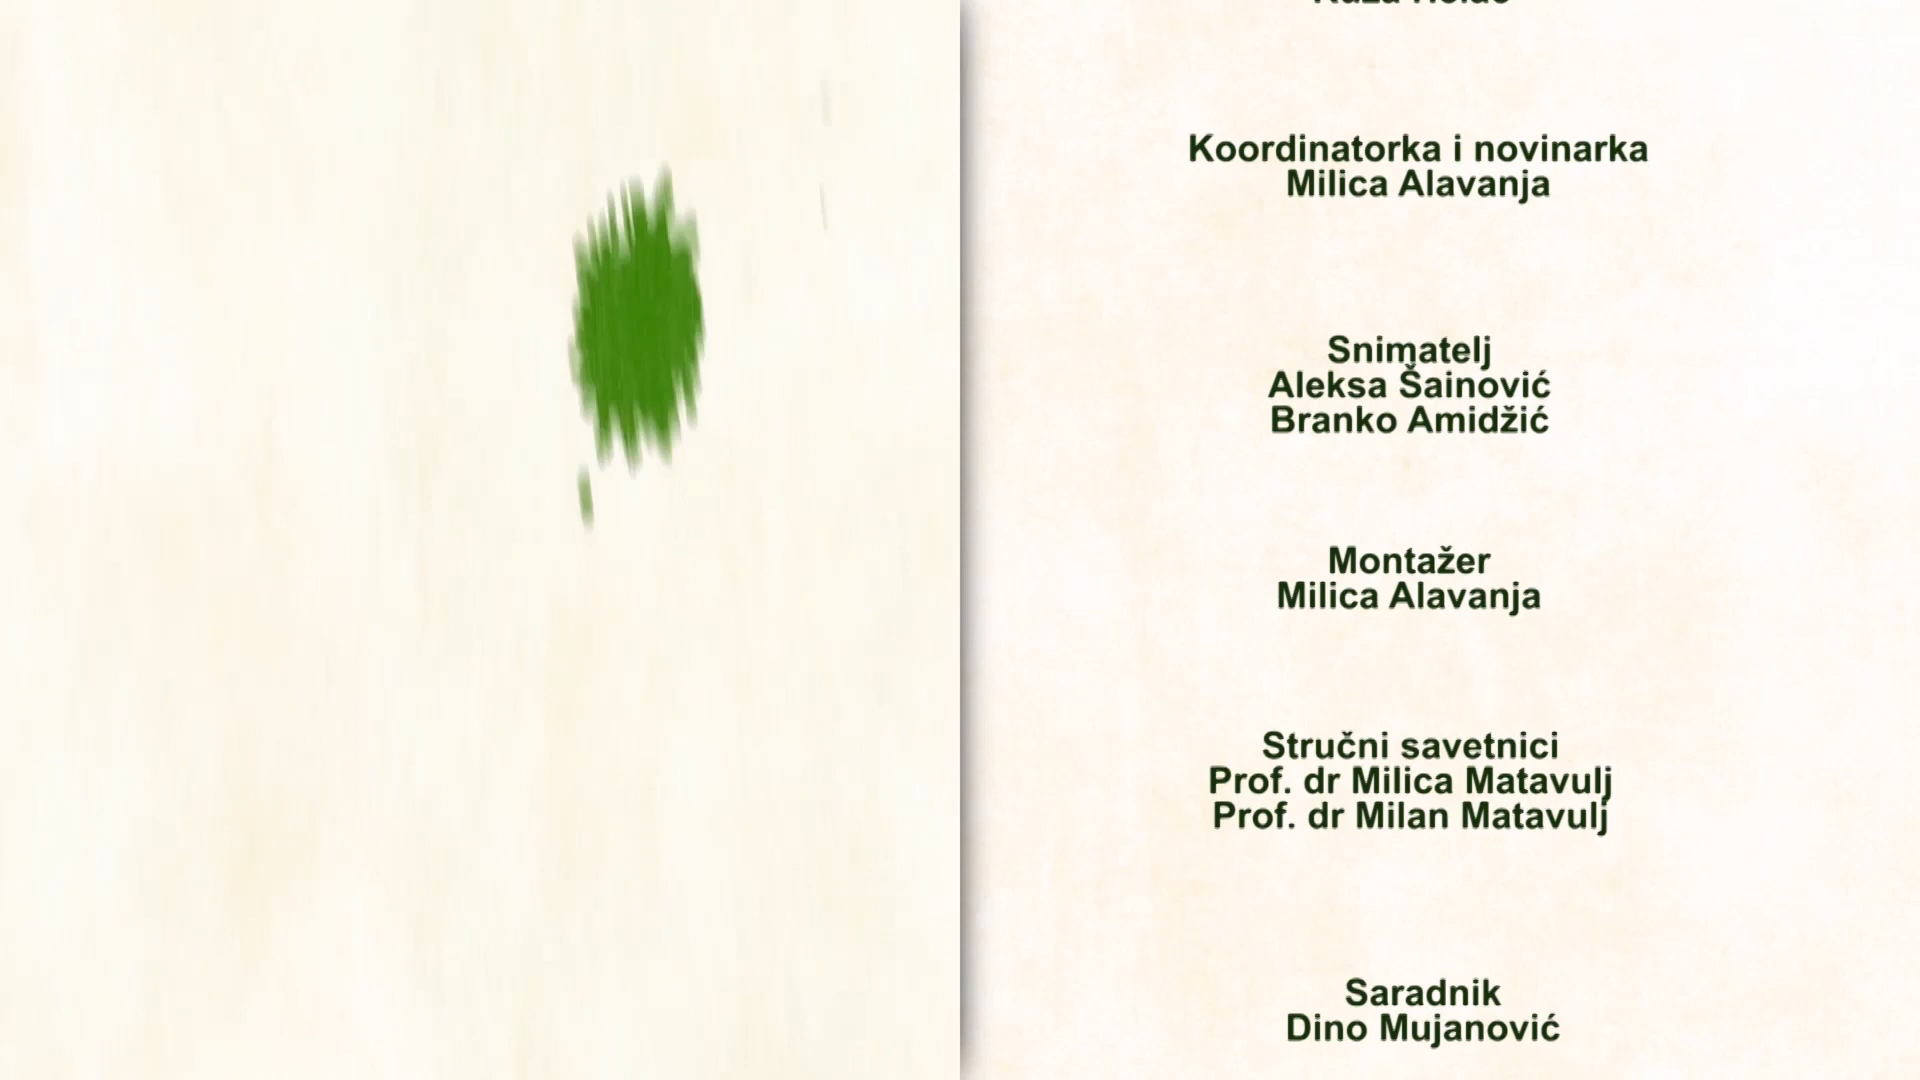 Koordinatorka i novinarka
Milica Alavanja
Snimatelj
Aleksa Šainović
Branko Amidžić
Montažer
Milica Alavanja
Stručni savetnici
Prof. dr Milica Matavulj
Prof. dr Milan Matavulj
Saradnik
Dino Mujanović